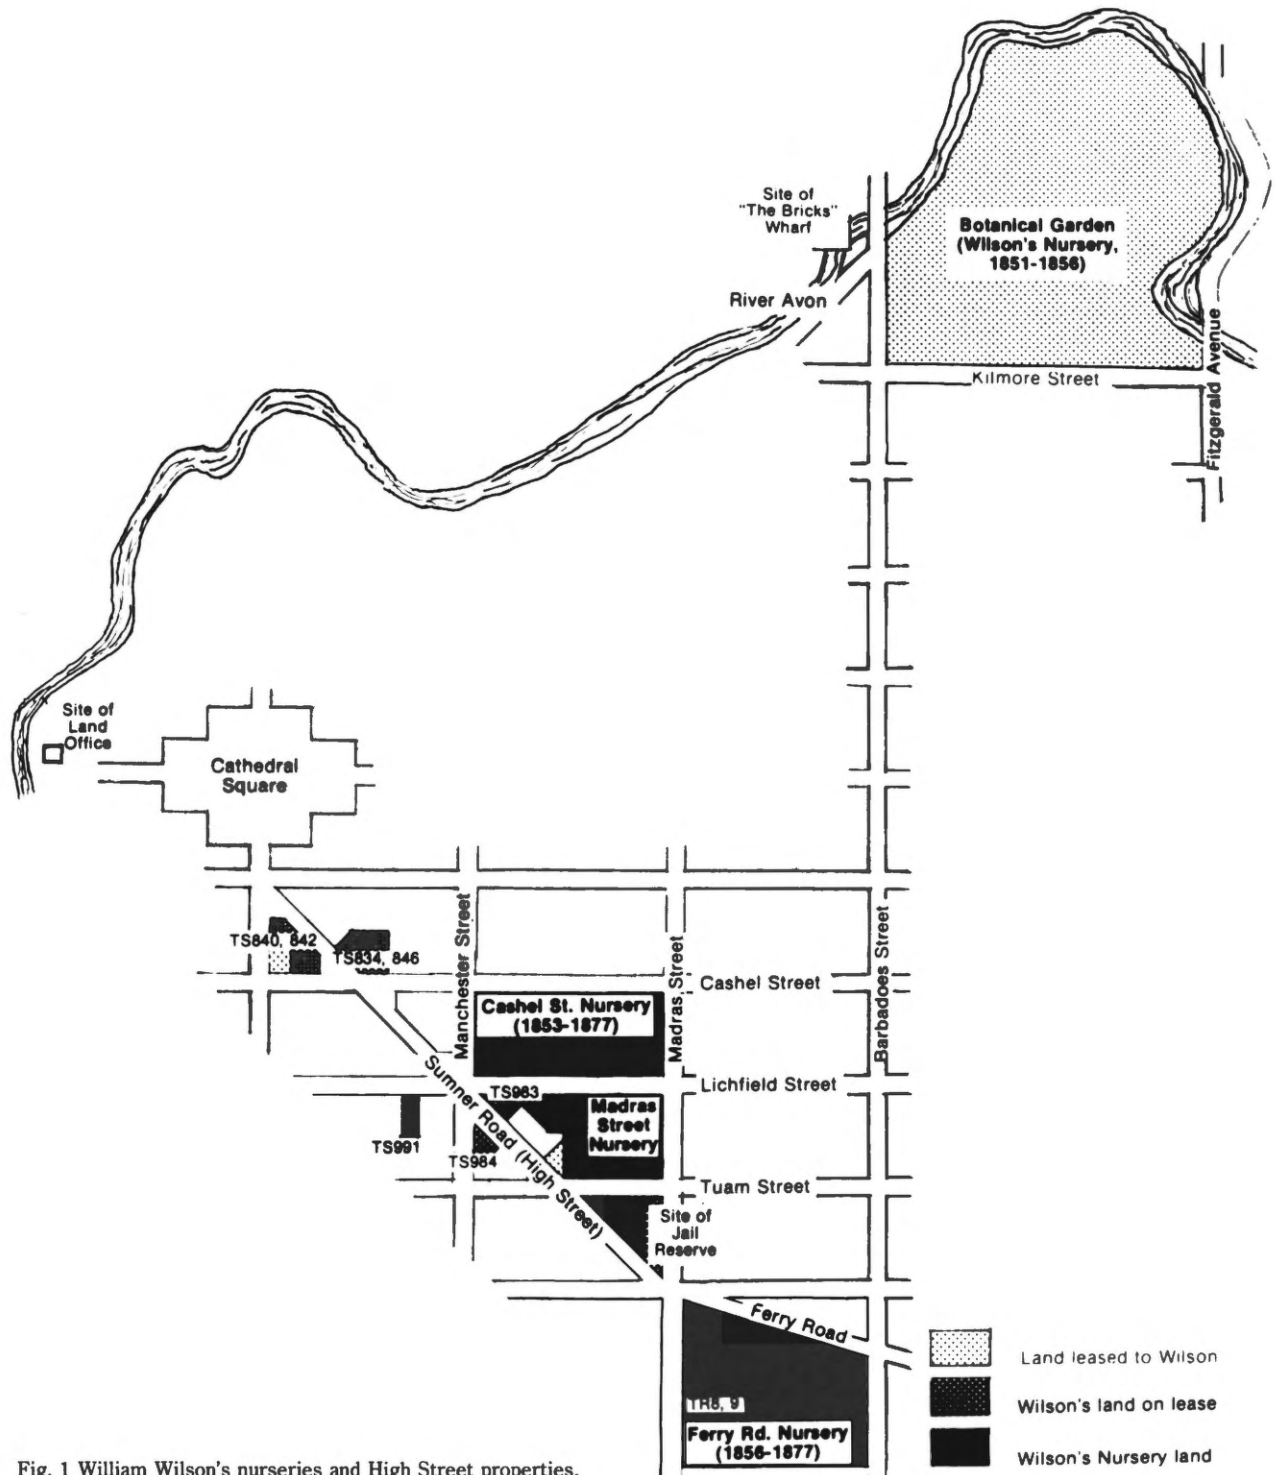 Site of
"The Bricks"
Wharf
Botanical Garden
(Wilson's Nursery,
1851-1856)
River Avon
Kilmore Street
Fitzgerald Avenue
Site of
Land
Office
Cathedral
Square
Manchester Street
Madras Street
Barbadoes Street
TS840, 842
TS834, 846
Cashel Street
Cashel St. Nursery
(1853-1877)
Sumner Road (High Street)
Lichfield Street
TS983
Madras
Street
Nursery
TS991
TS984
Tuam Street
Site of
Jail
Reserve
Ferry Road
Land leased to Wilson
Wilson's land on lease
Wilson's Nursery land
TR8, 9
Ferry Rd. Nursery
(1856-1877)
Fig. 1 William Wilson's nurseries and High Street properties.